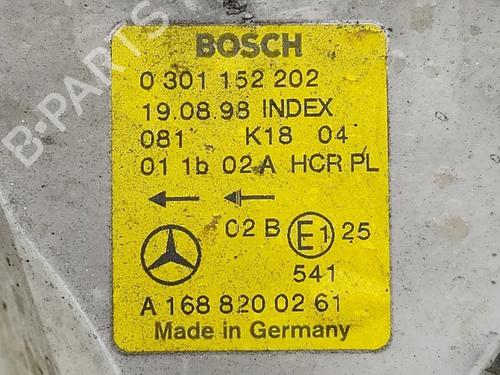 BOSCH
0 301 152 202
19.08.98 INDEX
081 K18 04
01 1b 02 A HCR PL
02 B E1 25
541
A 168 820 02 61
Made in Germany
B-PARTS